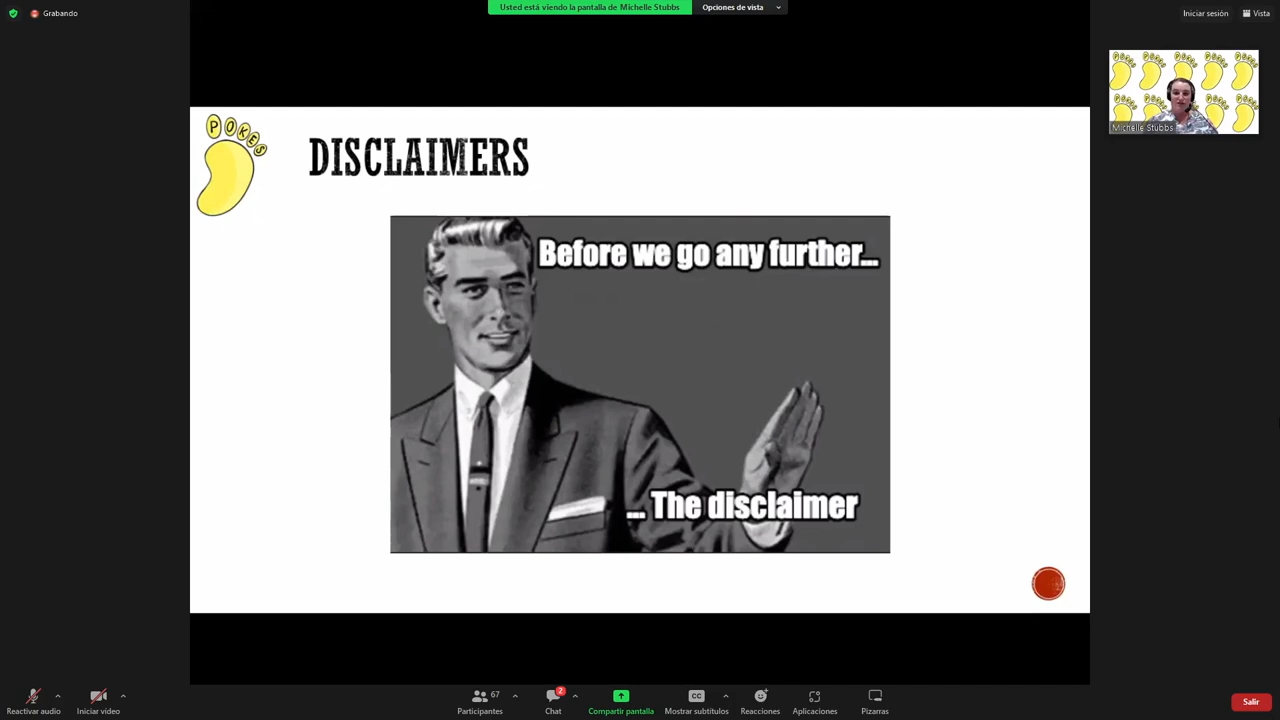 Grabando
Usted está viendo la pantalla de Michelle Stubbs
Opciones de vista
Iniciar sesión
Vista
POKES
DISCLAIMERS
Before we go any further...
... The disclaimer
Michelle Stubbs
Reactivar audio
Iniciar video
67
Participantes
2
Chat
Compartir pantalla
CC
Mostrar subtítulos
Reacciones
Aplicaciones
Pizarras
Salir